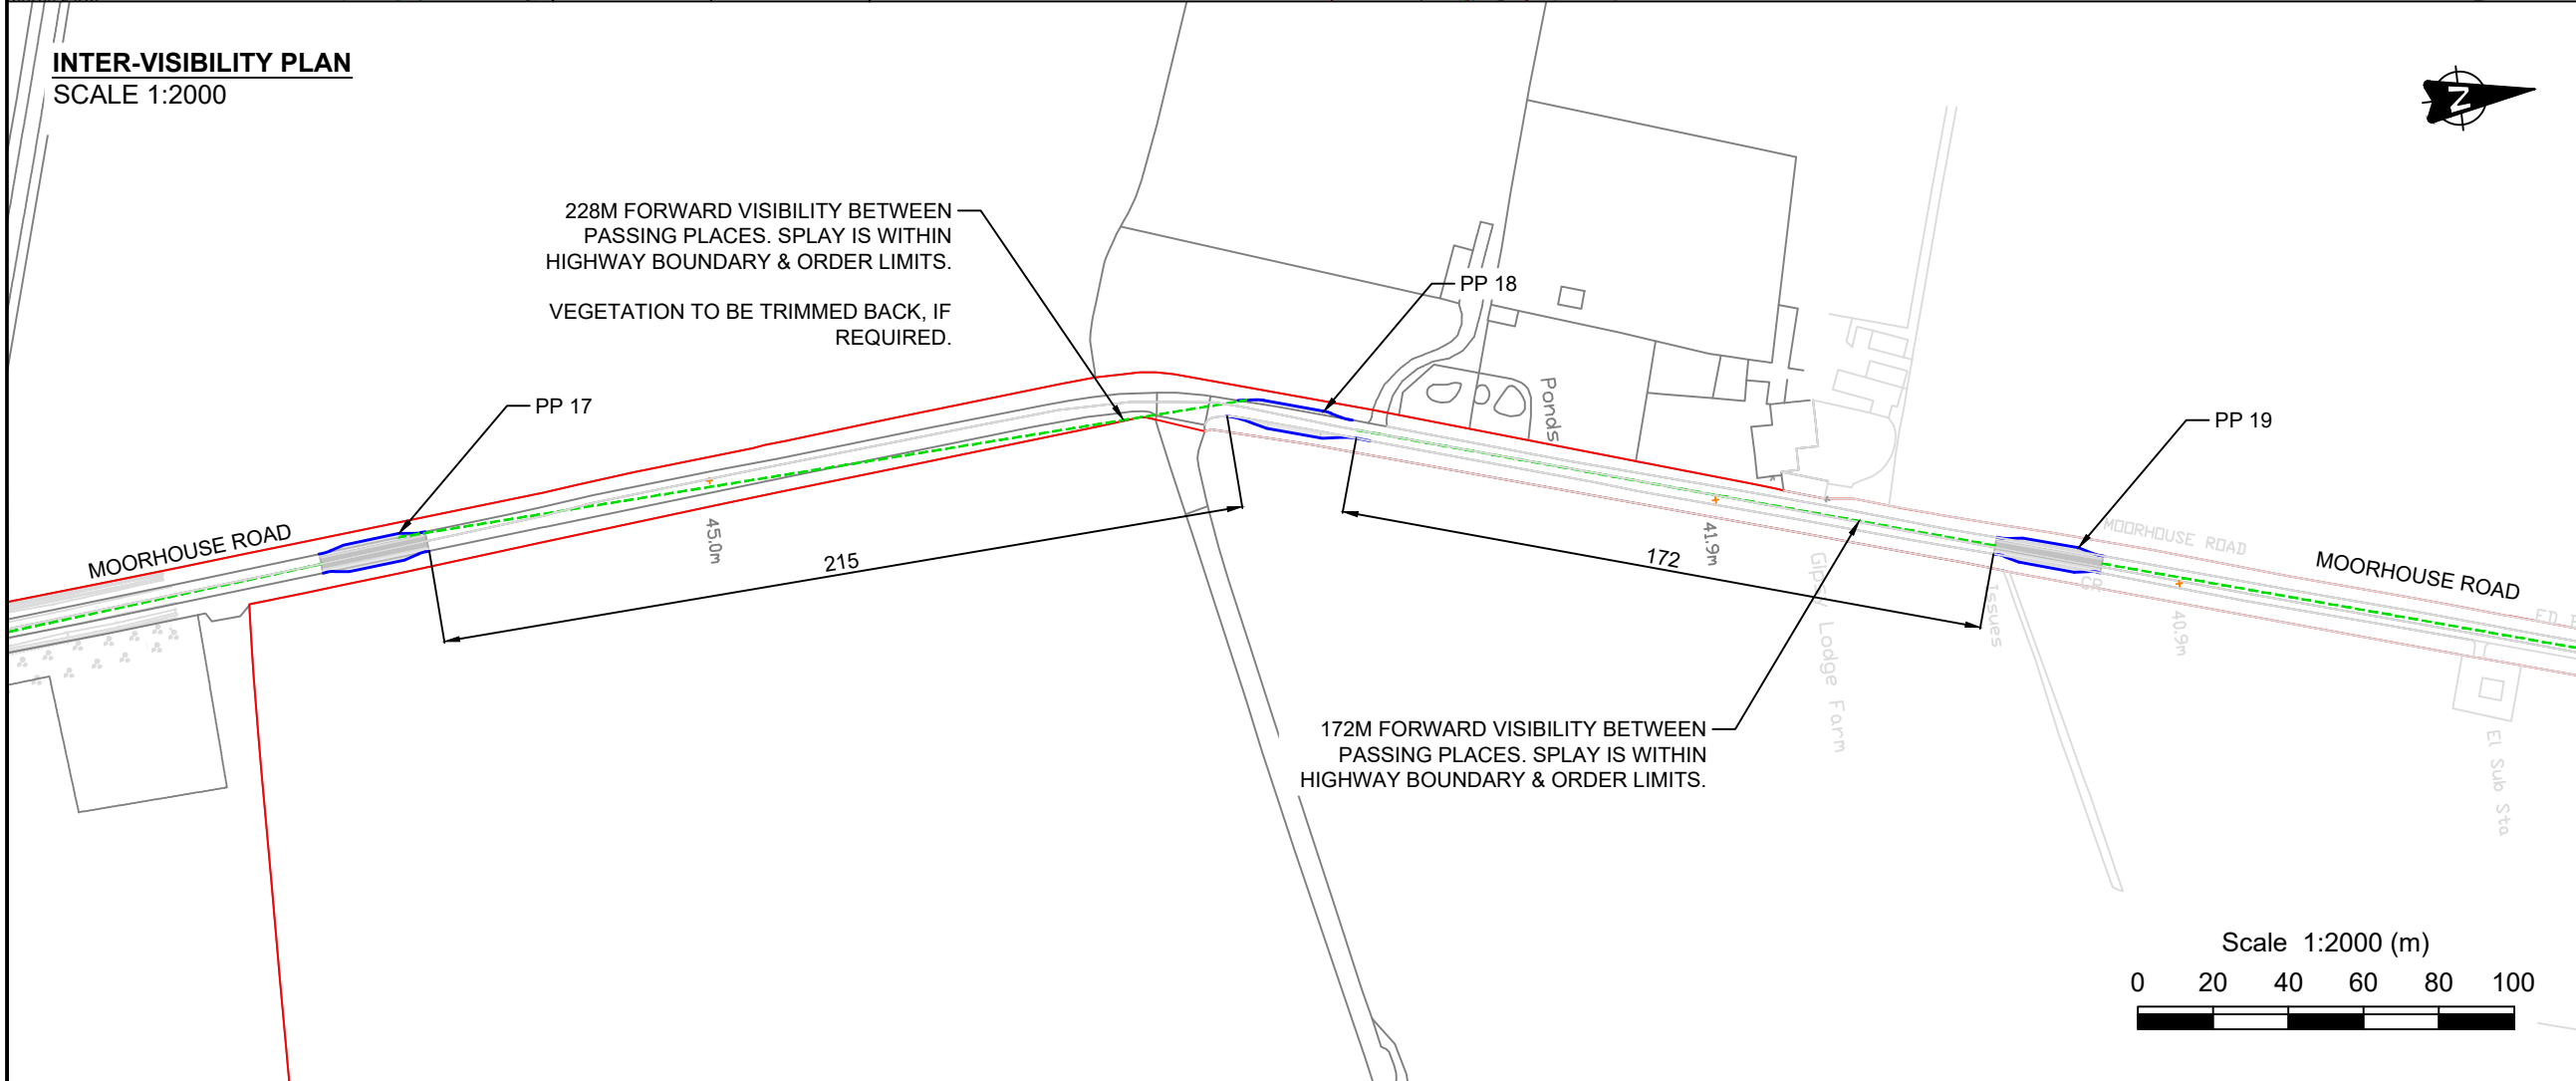 INTER-VISIBILITY PLAN
SCALE 1:2000
N
228M FORWARD VISIBILITY BETWEEN
PASSING PLACES. SPLAY IS WITHIN
HIGHWAY BOUNDARY & ORDER LIMITS.
VEGETATION TO BE TRIMMED BACK, IF
REQUIRED.
PP 18
Ponds
PP 17
PP 19
MOORHOUSE ROAD
45.0m
215
172
41.9m
MOORHOUSE ROAD
MOORHOUSE ROAD
Gipsy Lodge Farm
Issues
CR
40.9m
El Sub Sta
172M FORWARD VISIBILITY BETWEEN
PASSING PLACES. SPLAY IS WITHIN
HIGHWAY BOUNDARY & ORDER LIMITS.
Scale 1:2000 (m)
0 20 40 60 80 100